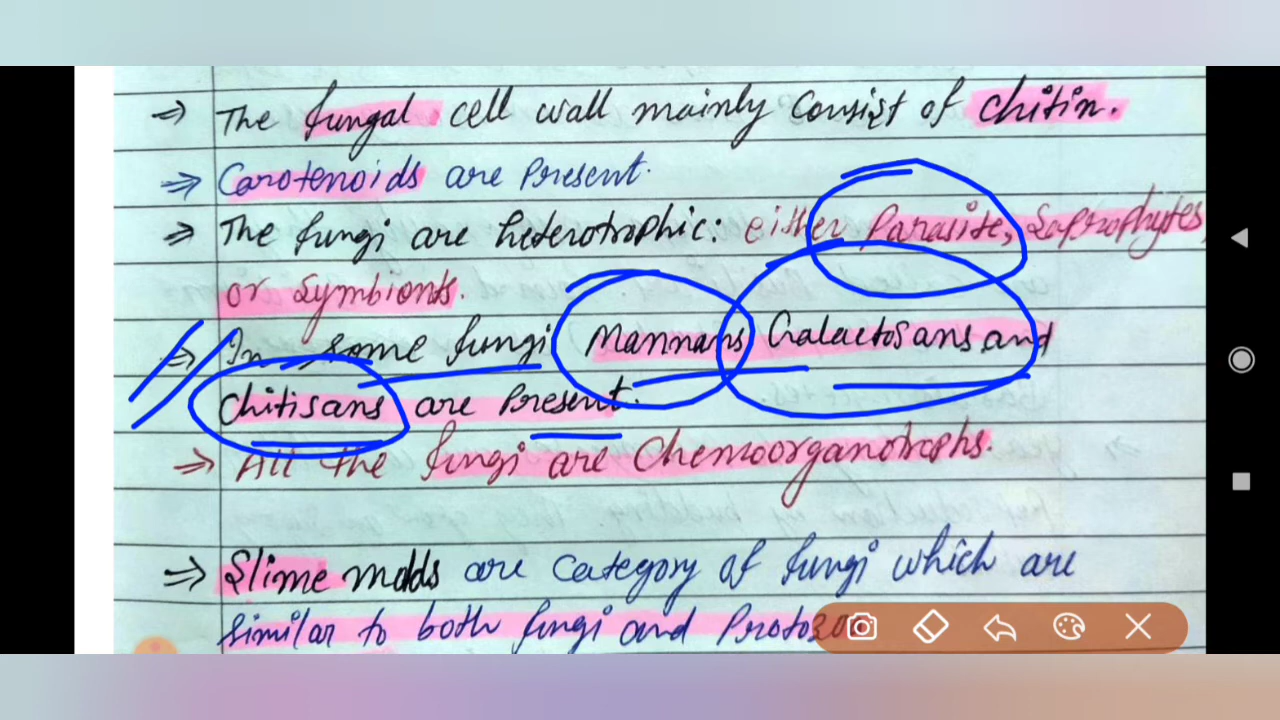 ⇒ The fungal cell wall mainly consist of chitin.
⇒ Carotenoids are Present.
⇒ The fungi are heterotrophic: either Parasite, Saprophytes,
or Symbionts.
⇒ In some fungi Mannans Galactosans and
Chitisans are Present.
⇒ All the fungi are Chemoorganotrophs.
⇒ Slime molds are Category of fungi which are
similar to both fungi and